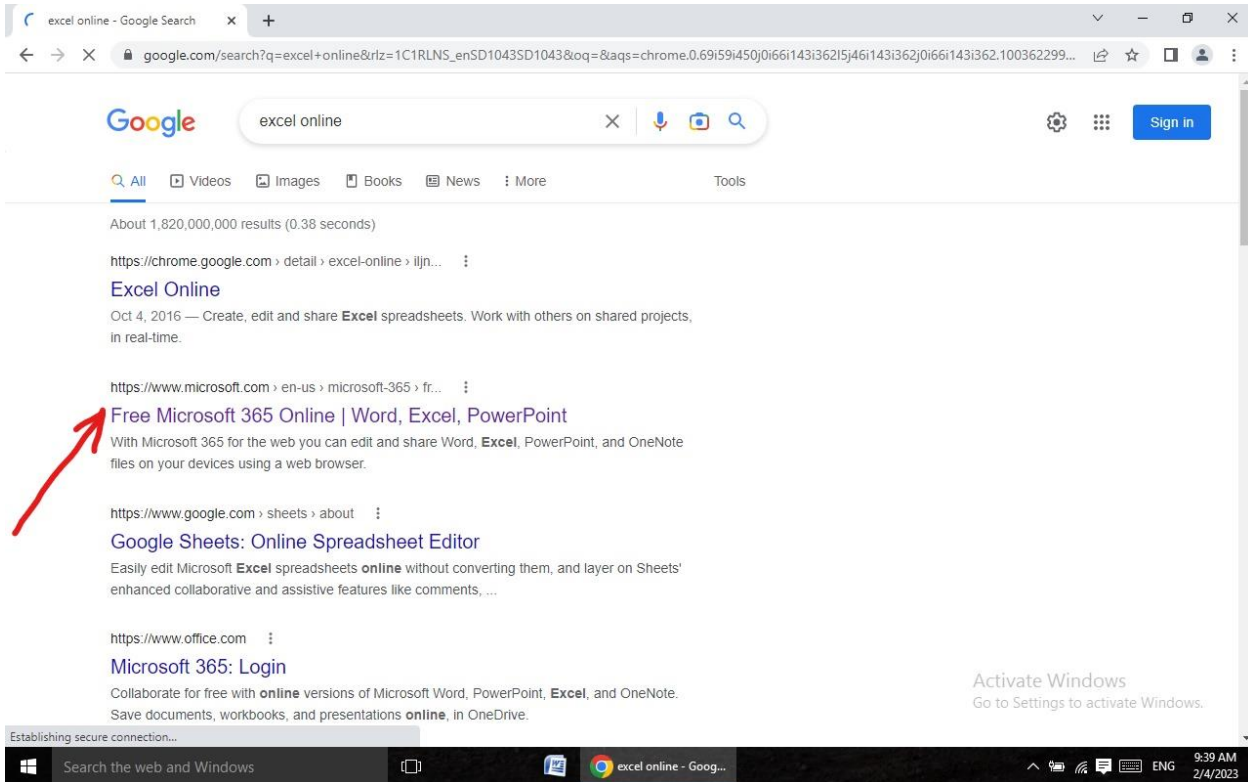 excel online - Google Search
google.com/search?q=excel+online&rlz=1C1RLNS_enSD1043SD1043&oq=&aqs=chrome.0.69i59i450j0i66i143i362l5j46i143i362j0i66i143i362.100362299...
Google
excel online
Sign in
All Videos Images Books News More Tools
About 1,820,000,000 results (0.38 seconds)
https://chrome.google.com › detail › excel-online › iljn...
Excel Online
Oct 4, 2016 — Create, edit and share Excel spreadsheets. Work with others on shared projects,
in real-time.
https://www.microsoft.com › en-us › microsoft-365 › fr...
Free Microsoft 365 Online | Word, Excel, PowerPoint
With Microsoft 365 for the web you can edit and share Word, Excel, PowerPoint, and OneNote
files on your devices using a web browser.
https://www.google.com › sheets › about
Google Sheets: Online Spreadsheet Editor
Easily edit Microsoft Excel spreadsheets online without converting them, and layer on Sheets'
enhanced collaborative and assistive features like comments, ...
https://www.office.com
Microsoft 365: Login
Collaborate for free with online versions of Microsoft Word, PowerPoint, Excel, and OneNote.
Save documents, workbooks, and presentations online, in OneDrive.
Activate Windows
Go to Settings to activate Windows.
Establishing secure connection...
Search the web and Windows
excel online - Goog...
ENG
9:39 AM
2/4/2023